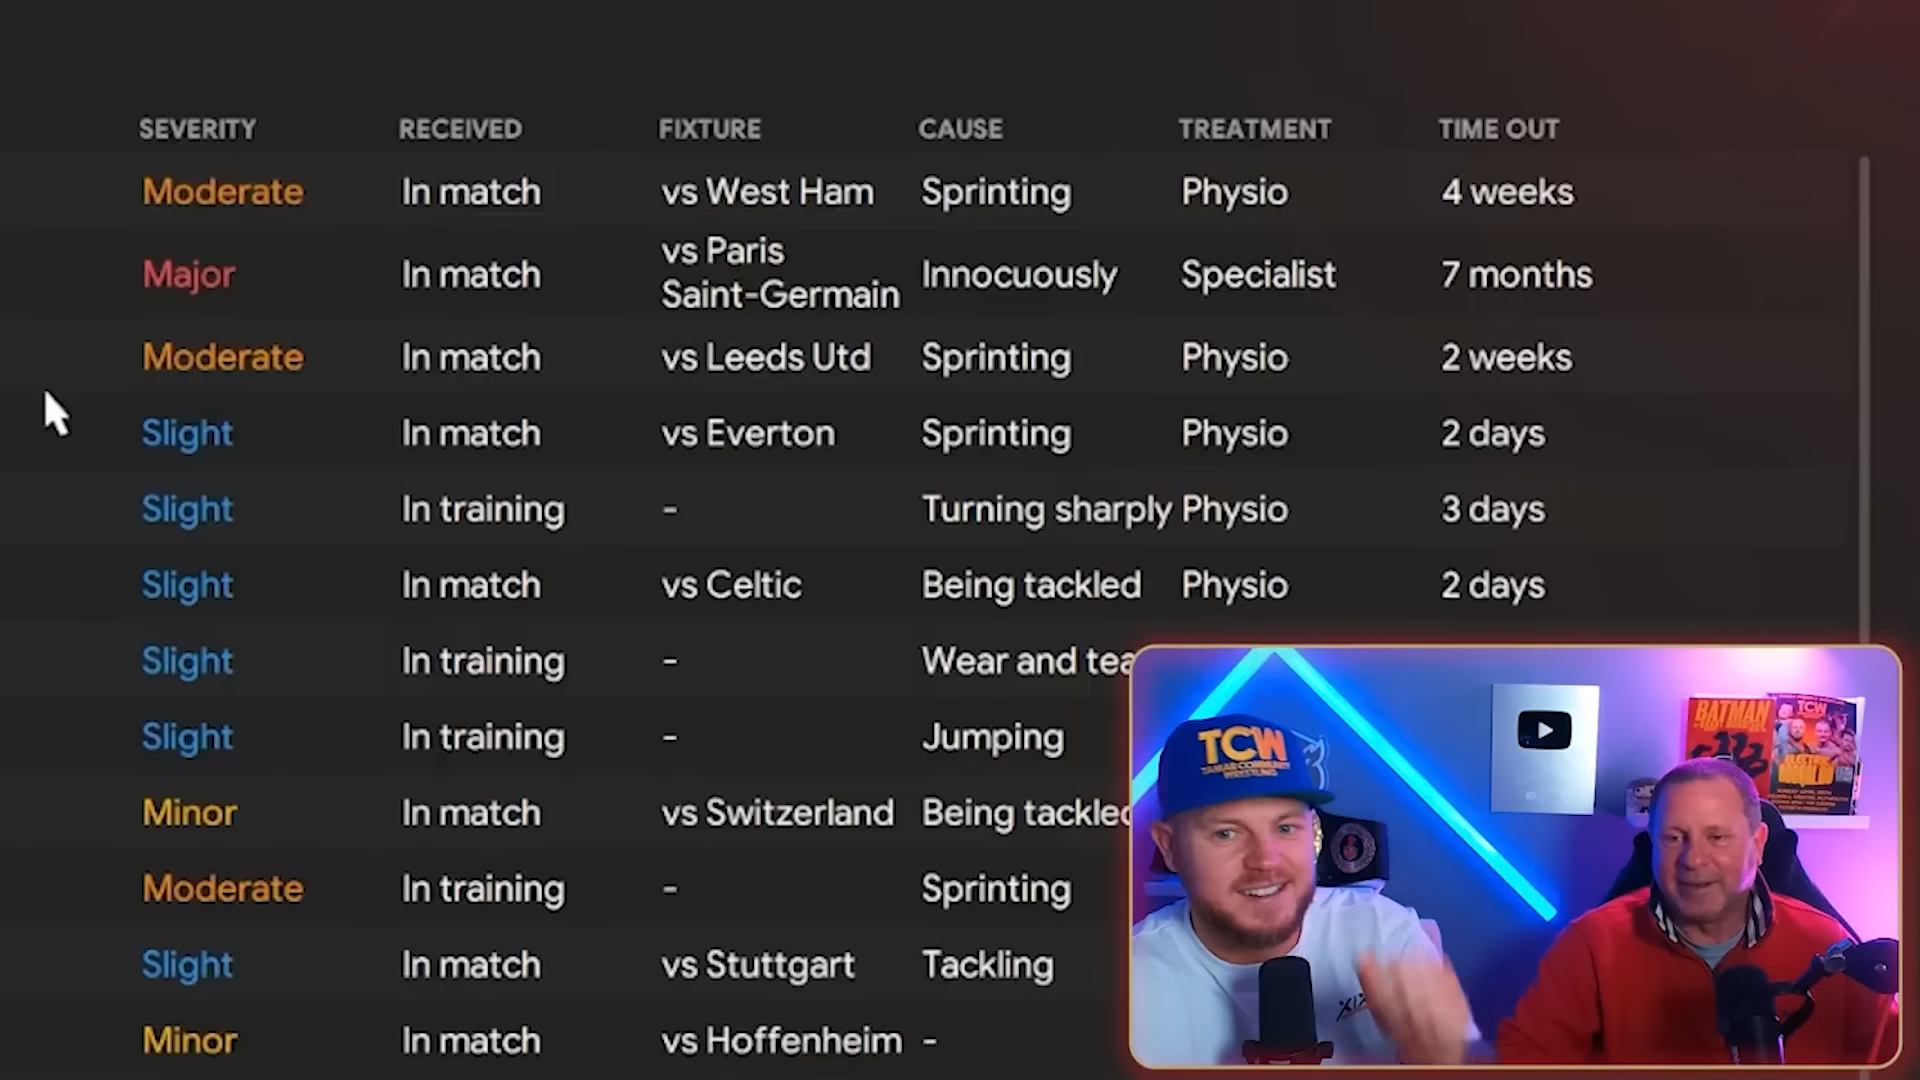 SEVERITY RECEIVED FIXTURE CAUSE TREATMENT TIME OUT
Moderate In match vs West Ham Sprinting Physio 4 weeks
Major In match vs Paris Saint-Germain Innocuously Specialist 7 months
Moderate In match vs Leeds Utd Sprinting Physio 2 weeks
Slight In match vs Everton Sprinting Physio 2 days
Slight In training - Turning sharply Physio 3 days
Slight In match vs Celtic Being tackled Physio 2 days
Slight In training - Wear and tea
Slight In training - Jumping
Minor In match vs Switzerland Being tackled
Moderate In training - Sprinting
Slight In match vs Stuttgart Tackling
Minor In match vs Hoffenheim -
TCW
BATMAN
TCW